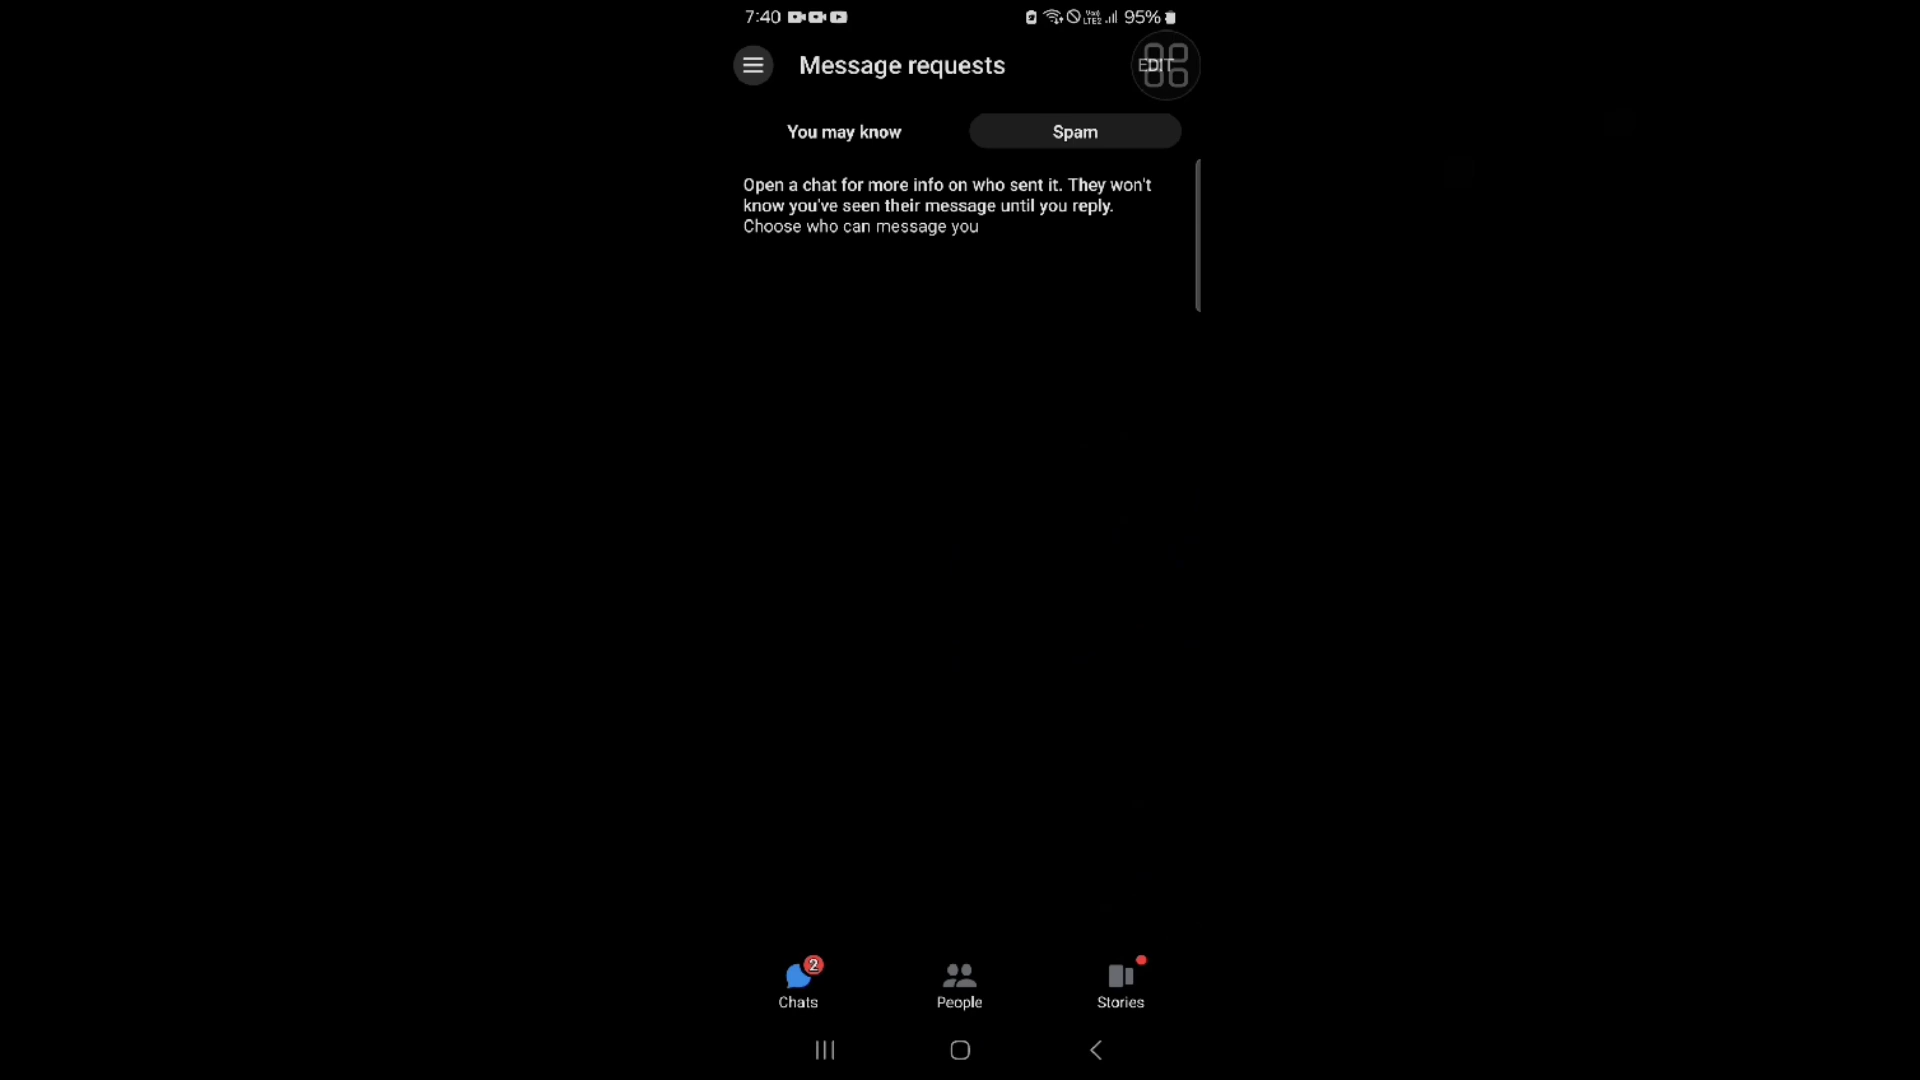 7:40
Vo))
LTE2
95%
Message requests
EDIT
You may know
Spam
Open a chat for more info on who sent it. They won't
know you've seen their message until you reply.
Choose who can message you
2
Chats
People
Stories